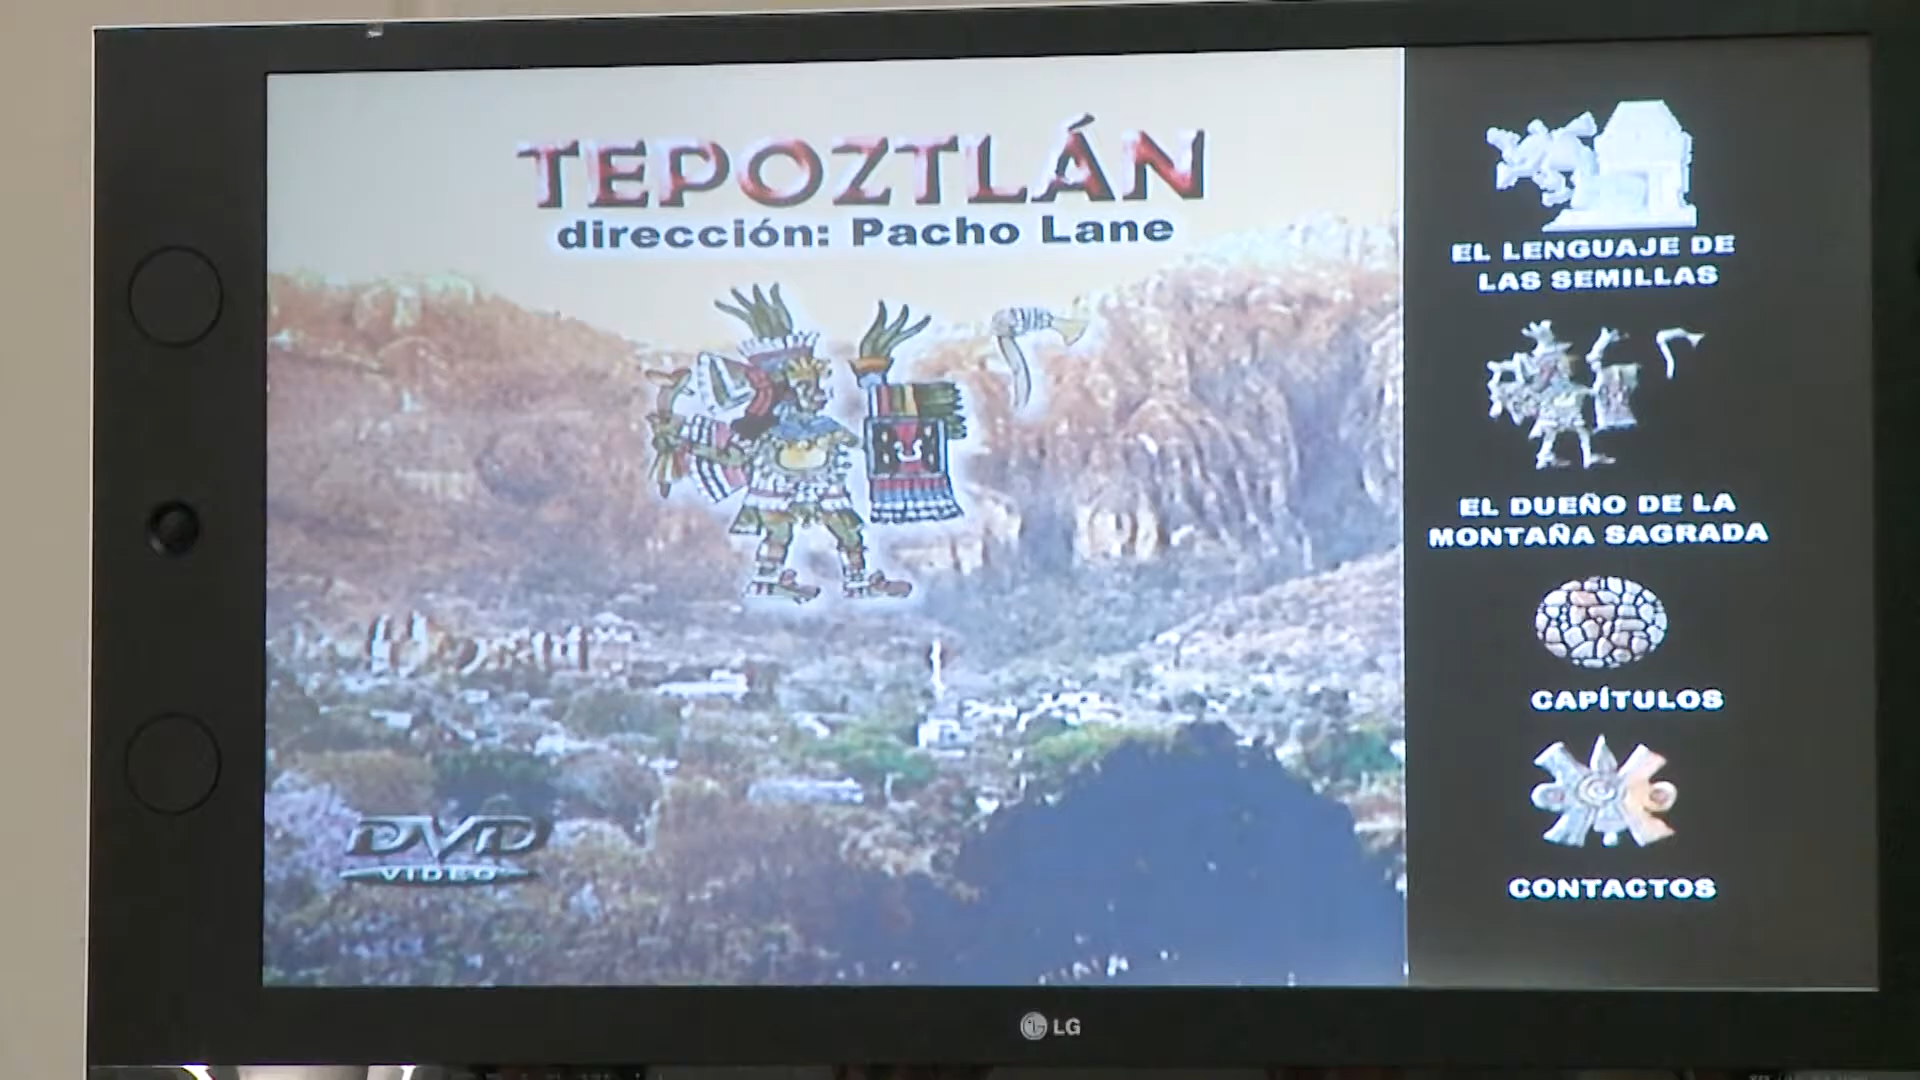 TEPOZTLÁN
dirección: Pacho Lane
DVD
VIDEO
EL LENGUAJE DE
LAS SEMILLAS
EL DUEÑO DE LA
MONTAÑA SAGRADA
CAPÍTULOS
CONTACTOS
LG